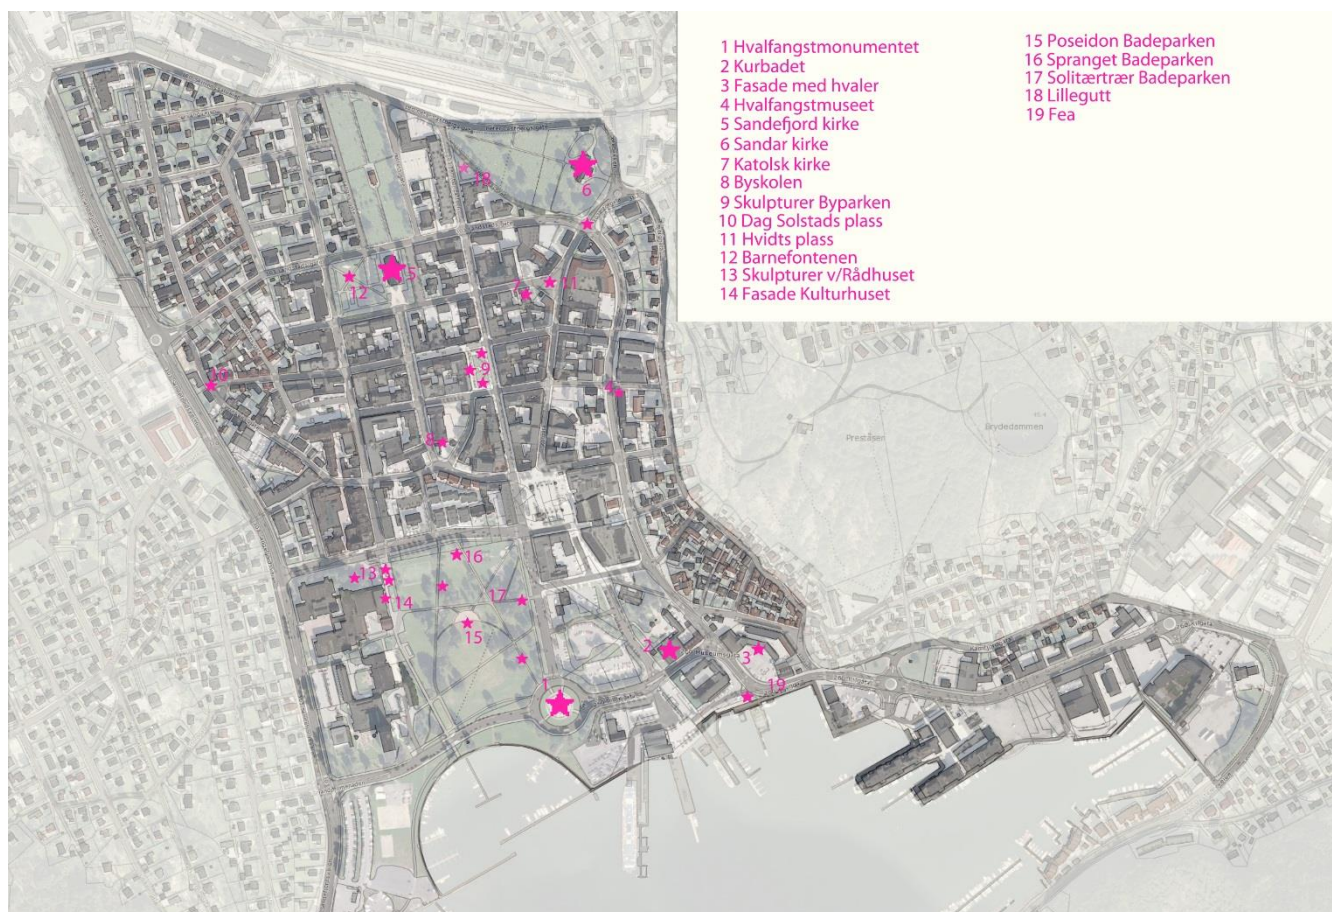 1 Hvalfangstmonumentet
2 Kurbadet
3 Fasade med hvaler
4 Hvalfangstmuseet
5 Sandefjord kirke
6 Sandar kirke
7 Katolsk kirke
8 Byskolen
9 Skulpturer Byparken
10 Dag Solstads plass
11 Hvidts plass
12 Barnefontenen
13 Skulpturer v/Rådhuset
14 Fasade Kulturhuset
15 Poseidon Badeparken
16 Spranget Badeparken
17 Solitærtrær Badeparken
18 Lillegutt
19 Fea
18
6
5
12
7
11
9
10
4
8
Preståsen
Brydedammen
16
13
14
17
15
2
3
1
19